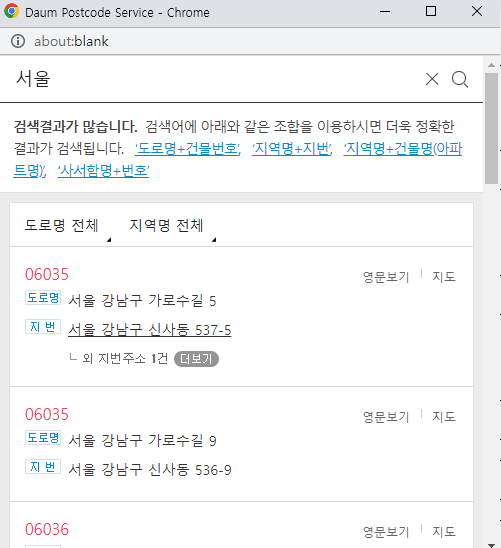 Daum Postcode Service - Chrome
about:blank
서울
검색결과가 많습니다. 검색어에 아래와 같은 조합을 이용하시면 더욱 정확한
결과가 검색됩니다. '도로명+건물번호', '지역명+지번', '지역명+건물명(아파
트명)', '사서함명+번호'
도로명 전체 지역명 전체
06035 영문보기 지도
도로명 서울 강남구 가로수길 5
지번 서울 강남구 신사동 537-5
ㄴ 외 지번주소 1건 더보기
06035 영문보기 지도
도로명 서울 강남구 가로수길 9
지번 서울 강남구 신사동 536-9
06036 영문보기 지도